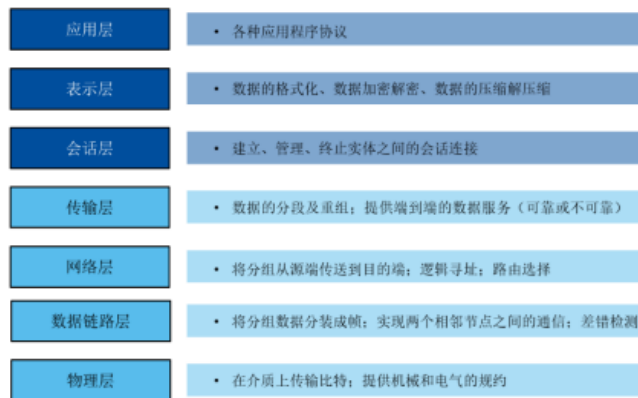 应用层
• 各种应用程序协议
表示层
• 数据的格式化、数据加密解密、数据的压缩解压缩
会话层
• 建立、管理、终止实体之间的会话连接
传输层
• 数据的分段及重组；提供端到端的数据服务（可靠或不可靠）
网络层
• 将分组从源端传送到目的端；逻辑寻址；路由选择
数据链路层
• 将分组数据分装成帧；实现两个相邻节点之间的通信；差错检测
物理层
• 在介质上传输比特；提供机械和电气的规约